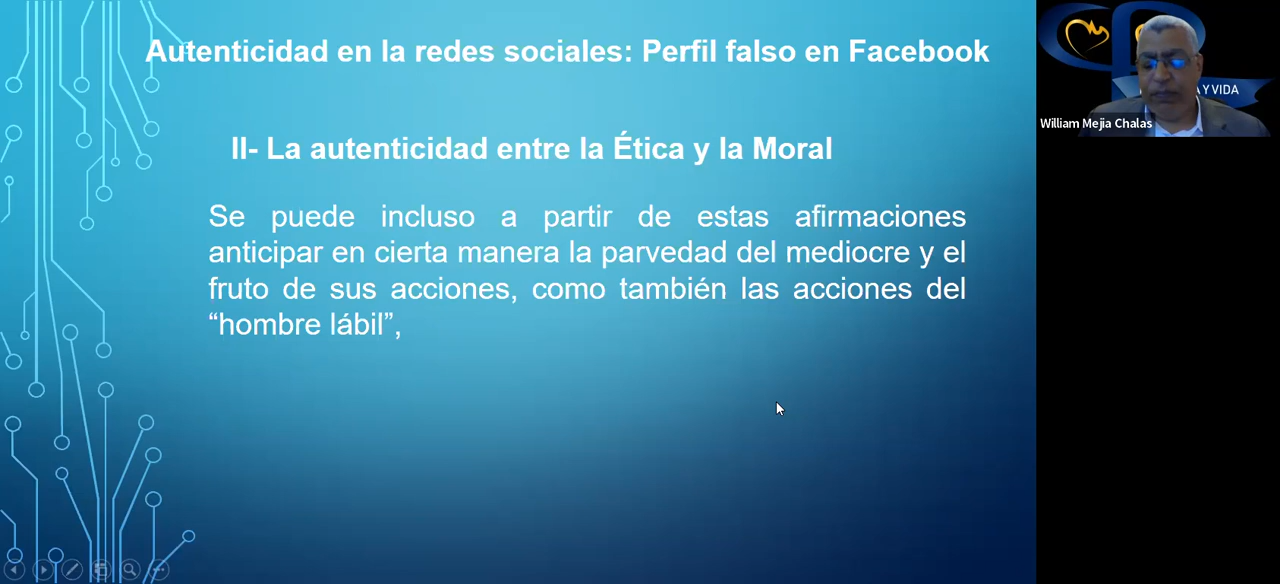 Autenticidad en la redes sociales: Perfil falso en Facebook
II- La autenticidad entre la Ética y la Moral
Se puede incluso a partir de estas afirmaciones
anticipar en cierta manera la parvedad del mediocre y el
fruto de sus acciones, como también las acciones del
“hombre lábil”,
A Y VIDA
William Mejia Chalas